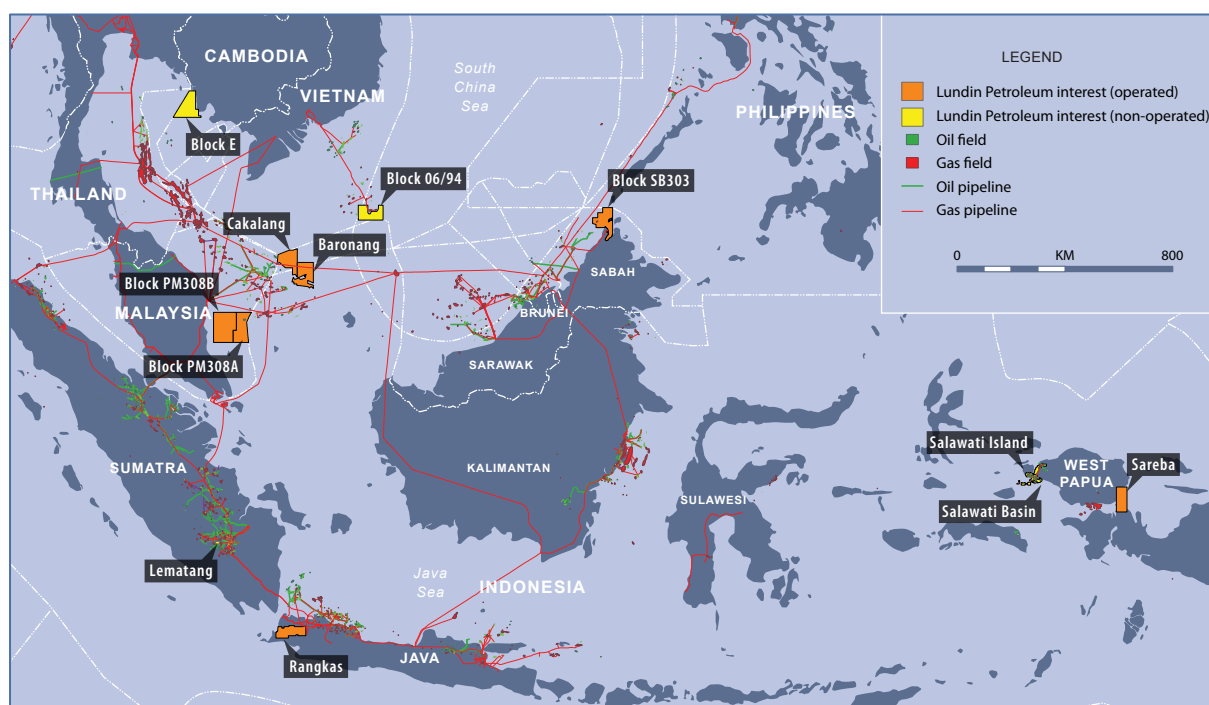 CAMBODIA
VIETNAM
South
China
Sea
PHILIPPINES
Block E
THAILAND
Block 06/94
Block SB303
Cakalang
Baronang
SABAH
Block PM308B
MALAYSIA
BRUNEI
Block PM308A
SARAWAK
SUMATRA
KALIMANTAN
SULAWESI
Salawati Island
WEST
PAPUA
Sareba
Salawati Basin
Lematang
Java
Sea
INDONESIA
JAVA
Rangkas
LEGEND
Lundin Petroleum interest (operated)
Lundin Petroleum interest (non-operated)
Oil field
Gas field
Oil pipeline
Gas pipeline
0 KM 800